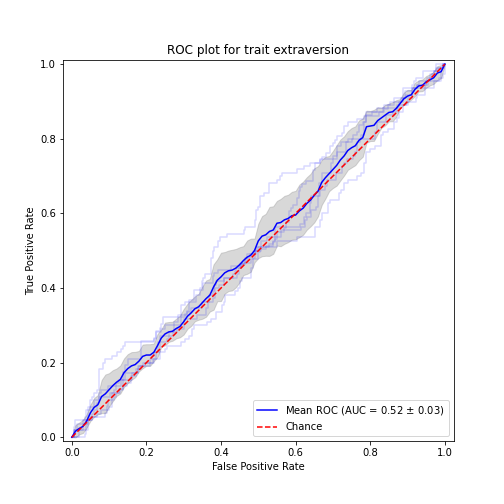 ROC plot for trait extraversion
1.0
0.8
0.6
0.4
0.2
0.0
True Positive Rate
Mean ROC (AUC = 0.52 ± 0.03)
Chance
0.0 0.2 0.4 0.6 0.8 1.0
False Positive Rate